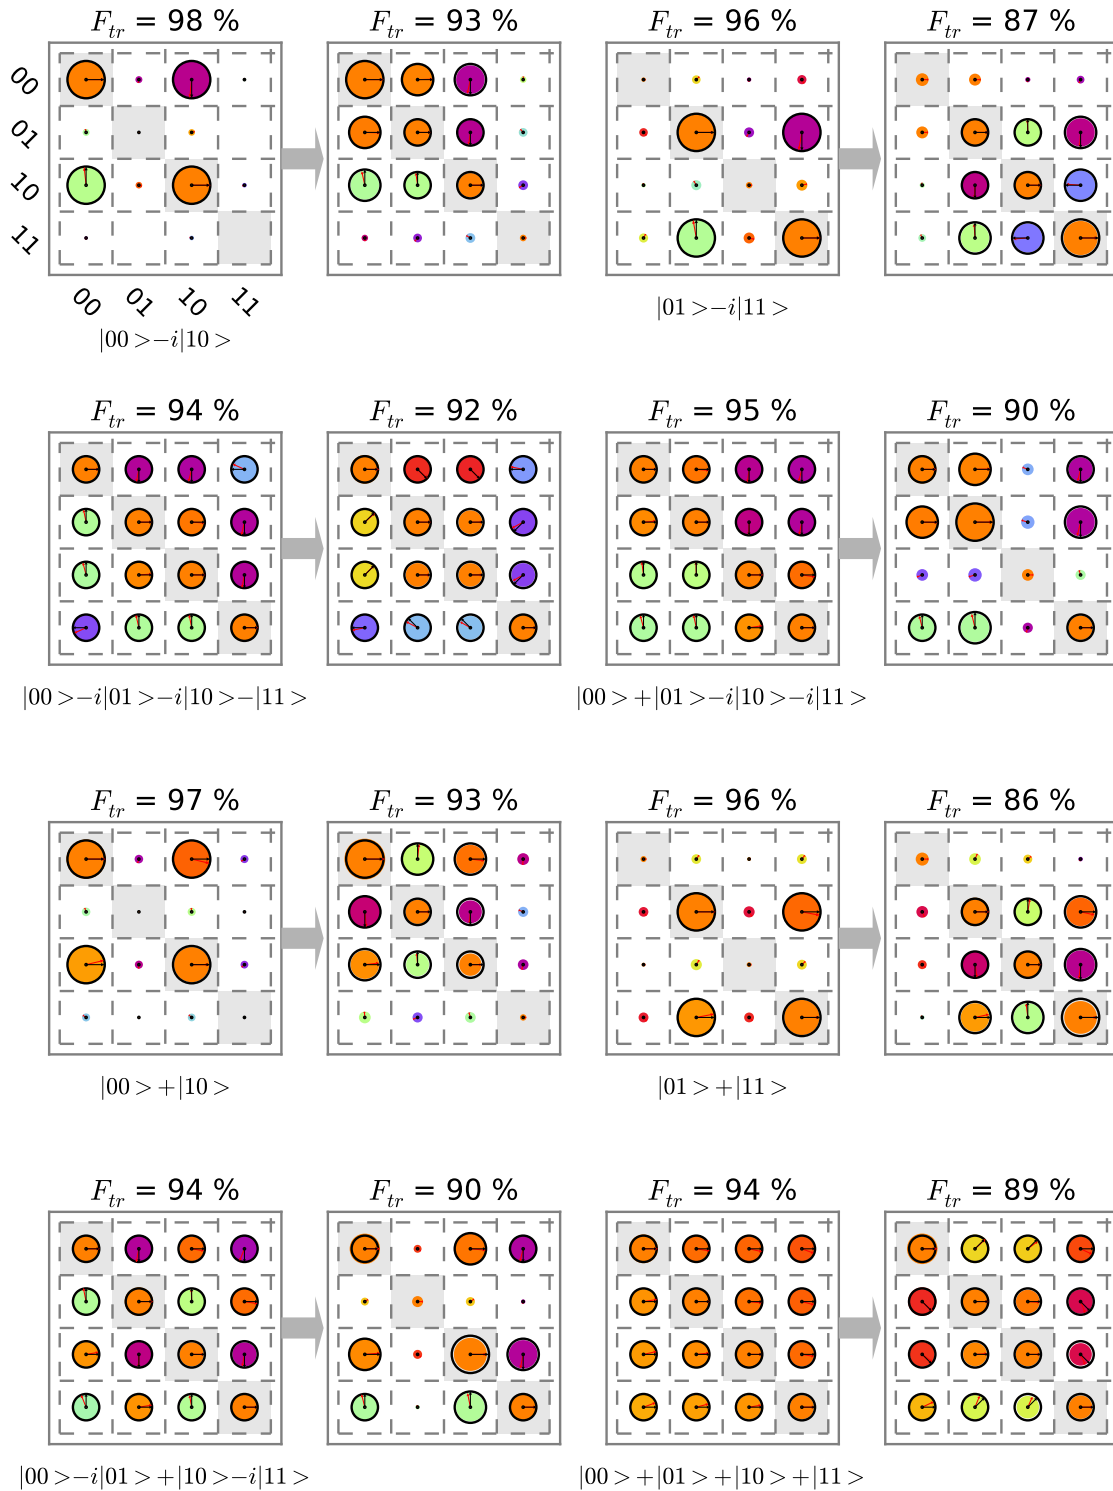 F_tr = 98 % 93 % 96 % 87 %
00
01
10
11
00 01 10 11
|00>−i|10> |01>−i|11>
F_tr = 94 % F_tr = 92 % F_tr = 95 % F_tr = 90 %
|00>−i|01>−i|10>−|11> |00>+|01>−i|10>−i|11>
F_tr = 97 % F_tr = 93 % F_tr = 96 % F_tr = 86 %
|00>+|10> |01>+|11>
F_tr = 94 % F_tr = 90 % F_tr = 94 % F_tr = 89 %
|00>−i|01>+|10>−i|11> |00>+|01>+|10>+|11>